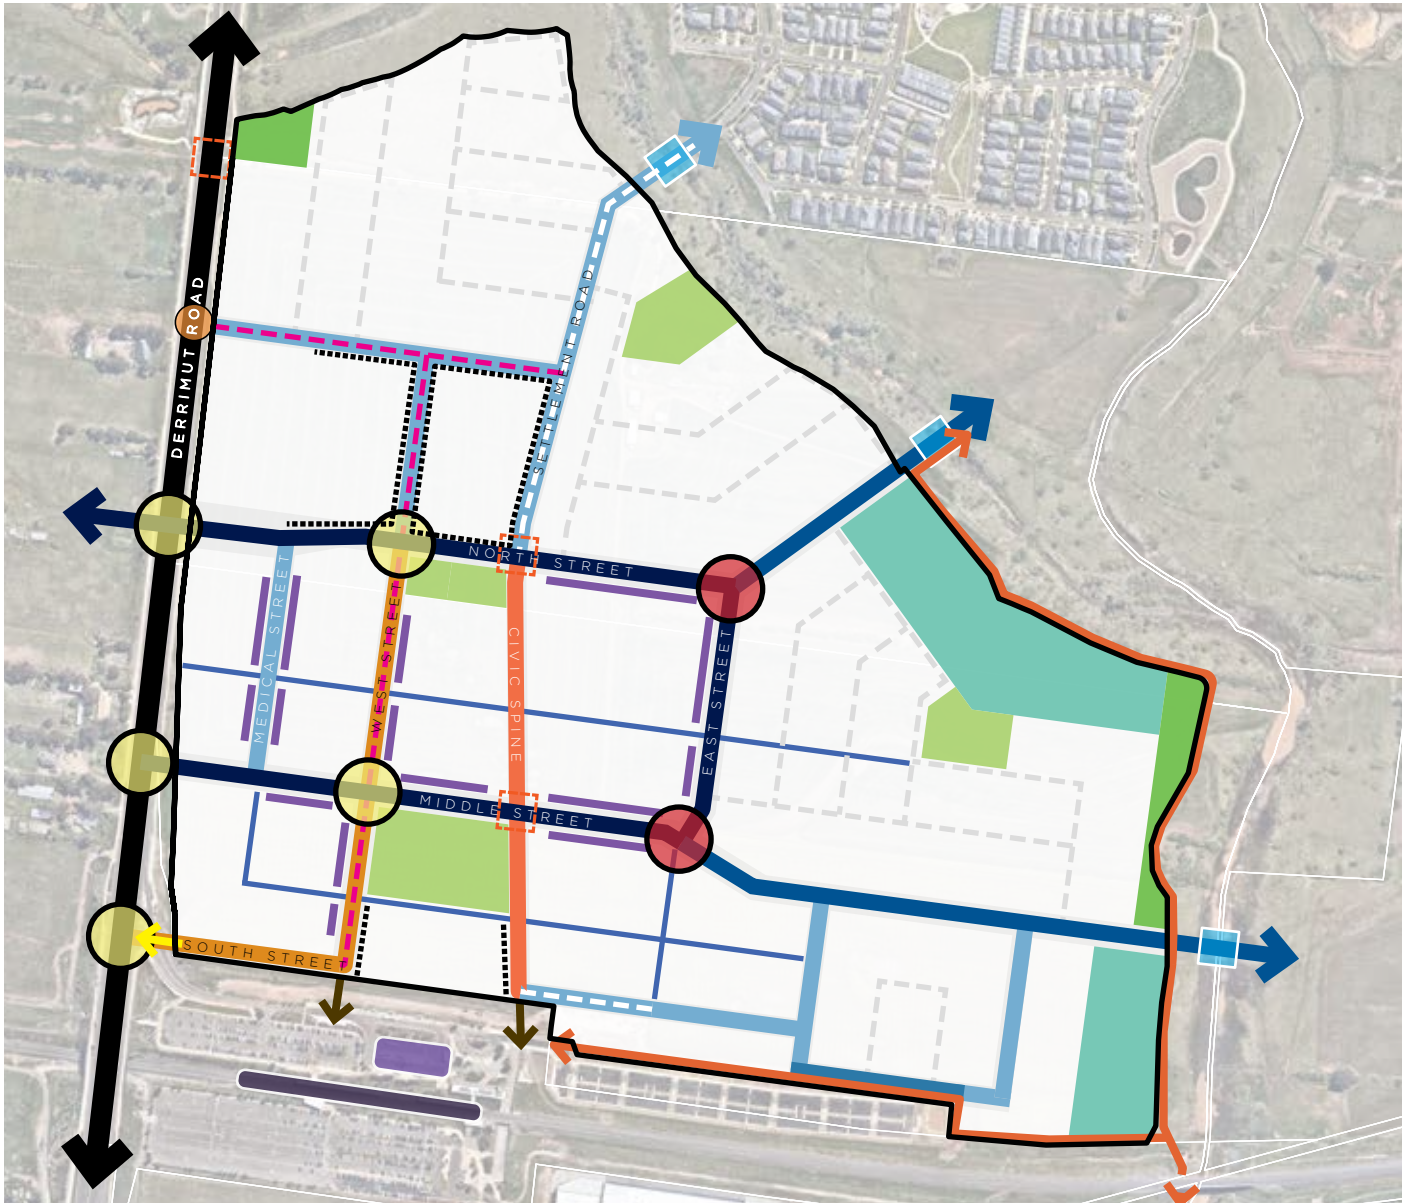 SETTLEMENT ROAD
DERRIMUT ROAD
NORTH STREET
MEDICAL STREET
WEST STREET
CIVIC SPINE
EAST STREET
MIDDLE STREET
SOUTH STREET